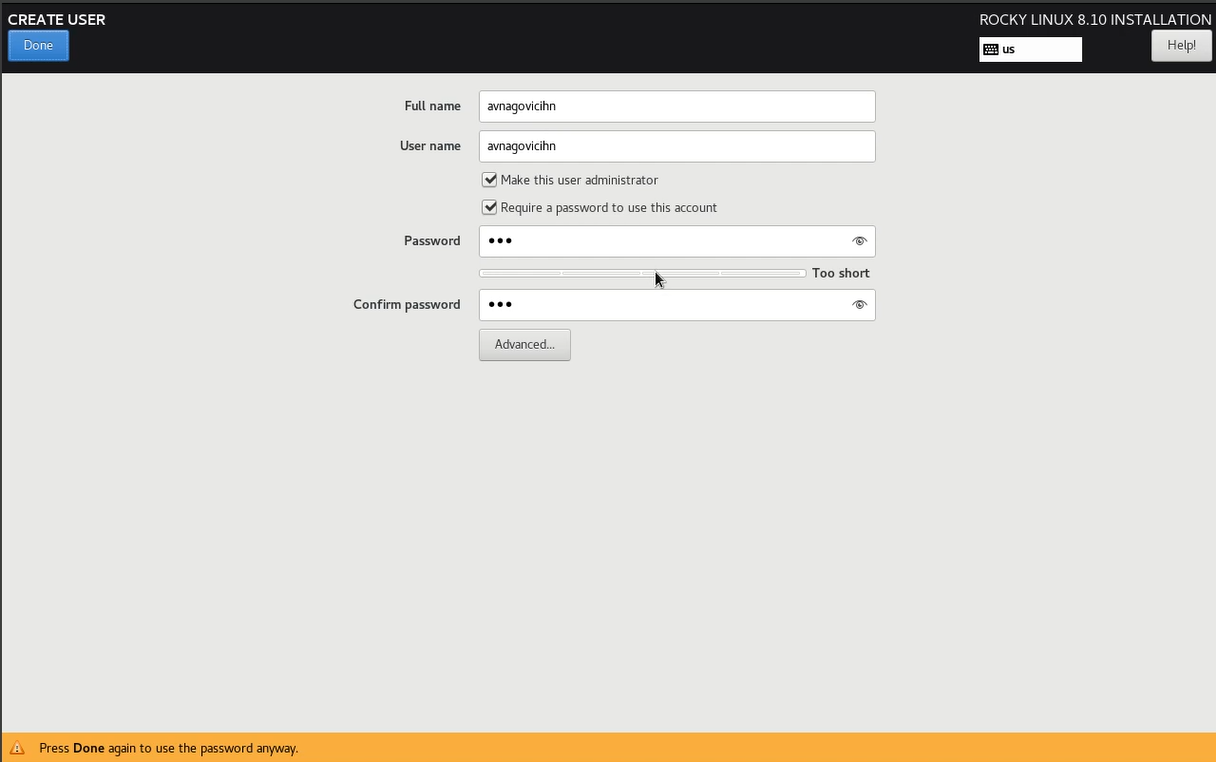 CREATE USER
ROCKY LINUX 8.10 INSTALLATION
Done
us
Help!
Full name
avnagovicihn
User name
avnagovicihn
Make this user administrator
Require a password to use this account
Password
●●●
Too short
Confirm password
●●●
Advanced...
Press Done again to use the password anyway.